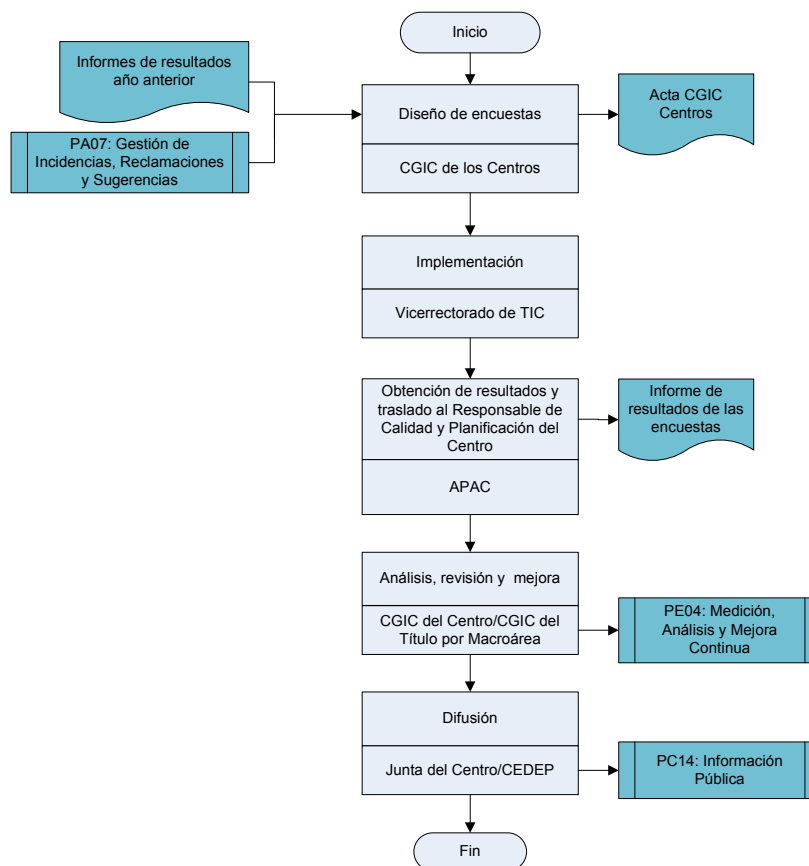 Inicio
Informes de resultados
año anterior
PA07: Gestión de
Incidencias, Reclamaciones
y Sugerencias
Diseño de encuestas
CGIC de los Centros
Acta CGIC
Centros
Implementación
Vicerrectorado de TIC
Obtención de resultados y
traslado al Responsable de
Calidad y Planificación del
Centro
APAC
Informe de
resultados de las
encuestas
Análisis, revisión y  mejora
CGIC del Centro/CGIC del
Título por Macroárea
PE04: Medición,
Análisis y Mejora
Continua
Difusión
Junta del Centro/CEDEP
PC14: Información
Pública
Fin